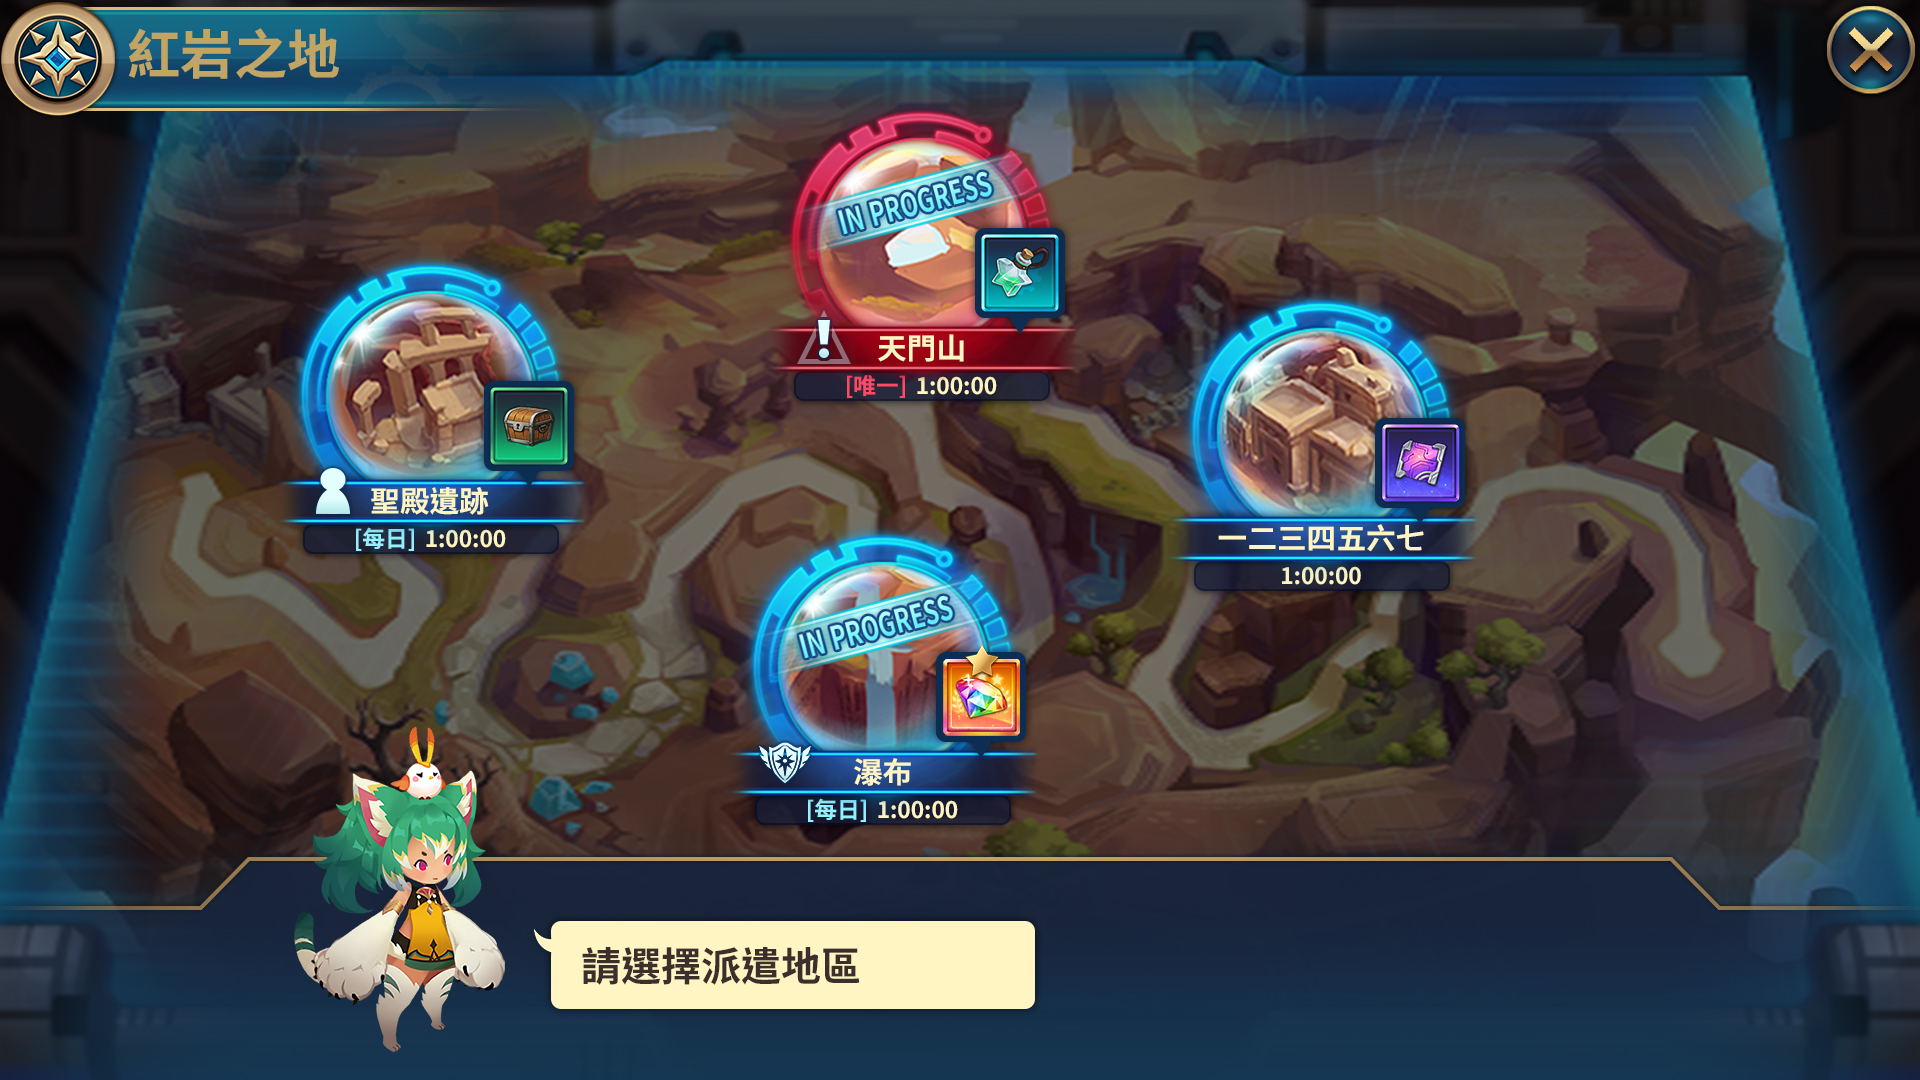 紅岩之地
IN PROGRESS
天門山
[唯一] 1:00:00
聖殿遺跡
[每日] 1:00:00
一二三四五六七
1:00:00
IN PROGRESS
瀑布
[每日] 1:00:00
請選擇派遣地區